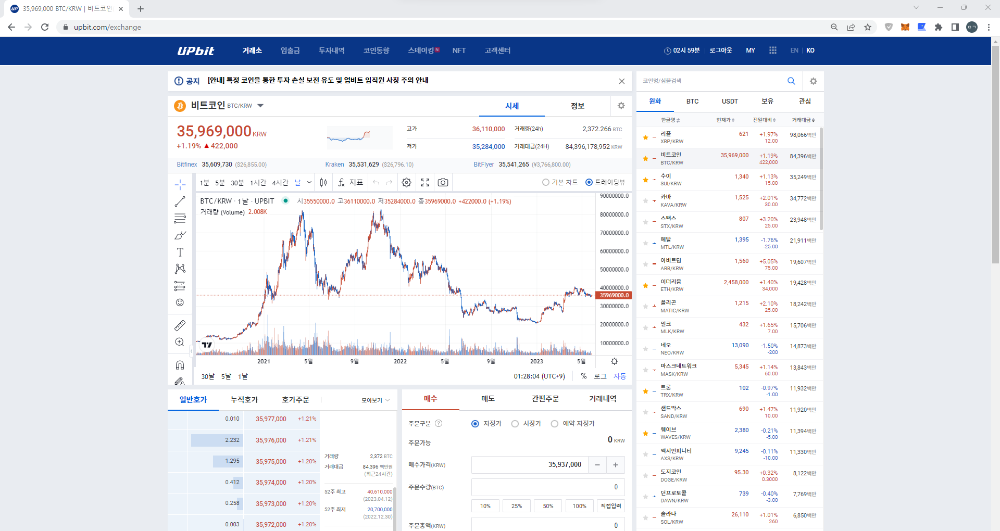 35,969,000 BTC/KRW | 비트코인
upbit.com/exchange
UPbit
거래소 입출금 투자내역 코인동향 스테이킹 N NFT 고객센터
02시 59분 로그아웃 MY EN KO
공지 [안내] 특정 코인을 통한 투자 손실 보전 유도 및 업비트 임직원 사칭 주의 안내
비트코인 BTC/KRW 시세 정보
35,969,000 KRW
+1.19% ▲ 422,000
고가 36,110,000 거래량(24h) 2,372.266 BTC
저가 35,284,000 거래대금(24H) 84,396,178,952 KRW
Bitfinex 35,609,730 ($26,855.00) Kraken 35,531,629 ($26,796.10) BitFlyer 35,541,265 (¥3,766,800.00)
1분 5분 30분 1시간 4시간 날 지표 기본 차트 트레이딩뷰
BTC/KRW · 1날 · UPBIT 시35550000.0 고36110000.0 저35284000.0 종35969000.0 +422000.0 (+1.19%)
거래량 (Volume) 2.008K
90000000.0
80000000.0
70000000.0
60000000.0
50000000.0
40000000.0
35969000.0
30000000.0
20000000.0
10000000.0
2021 5월 9월 2022 5월 9월 2023 5월
30날 5날 1날 01:28:04 (UTC+9) % 로그 자동
일반호가 누적호가 호가주문 모아보기
0.010 35,977,000 +1.21%
2.232 35,976,000 +1.21%
1.295 35,975,000 +1.20%
0.412 35,974,000 +1.20%
0.258 35,973,000 +1.20%
0.003 35,972,000 +1.20%
거래량 2,372 BTC
거래대금 84,396 백만원
(최근24시간)
52주 최고 40,610,000
(2023.04.12)
52주 최저 20,700,000
(2022.12.30)
매수 매도 간편주문 거래내역
주문구분 ? 지정가 시장가 예약-지정가
주문가능 0 KRW
매수가격(KRW) 35,937,000 − +
주문수량(BTC) 0
10% 25% 50% 100% 직접입력
주문총액(KRW) 0
코인명/심볼검색
원화 BTC USDT 보유 관심
한글명 현재가 전일대비 거래대금
리플 621 +1.97% 98,066백만
XRP/KRW 12.00
비트코인 35,969,000 +1.19% 84,396백만
BTC/KRW 422,000
수이 1,340 +1.13% 35,249백만
SUI/KRW 15.00
카바 1,525 +2.01% 34,772백만
KAVA/KRW 30.00
스택스 807 +3.20% 23,948백만
STX/KRW 25.00
메탈 1,395 -1.76% 21,911백만
MTL/KRW -25.00
아비트럼 1,560 +5.05% 19,607백만
ARB/KRW 75.00
이더리움 2,458,000 +1.40% 19,428백만
ETH/KRW 34,000
폴리곤 1,215 +2.10% 18,242백만
MATIC/KRW 25.00
밀크 432 +1.65% 15,706백만
MLK/KRW 7.00
네오 13,090 -1.50% 14,873백만
NEO/KRW -200
마스크네트워크 5,345 +1.14% 13,843백만
MASK/KRW 60.00
트론 102 -0.97% 11,932백만
TRX/KRW -1.00
샌드박스 690 +1.47% 11,920백만
SAND/KRW 10.00
웨이브 2,380 -0.21% 11,394백만
WAVES/KRW -5.00
엑시인피니티 9,245 -0.11% 11,330백만
AXS/KRW -10.00
도지코인 95.30 +0.32% 8,122백만
DOGE/KRW 0.3000
던프로토콜 739 -0.40% 7,769백만
DAWN/KRW -3.00
솔라나 26,110 +1.01% 6,850백만
SOL/KRW 260